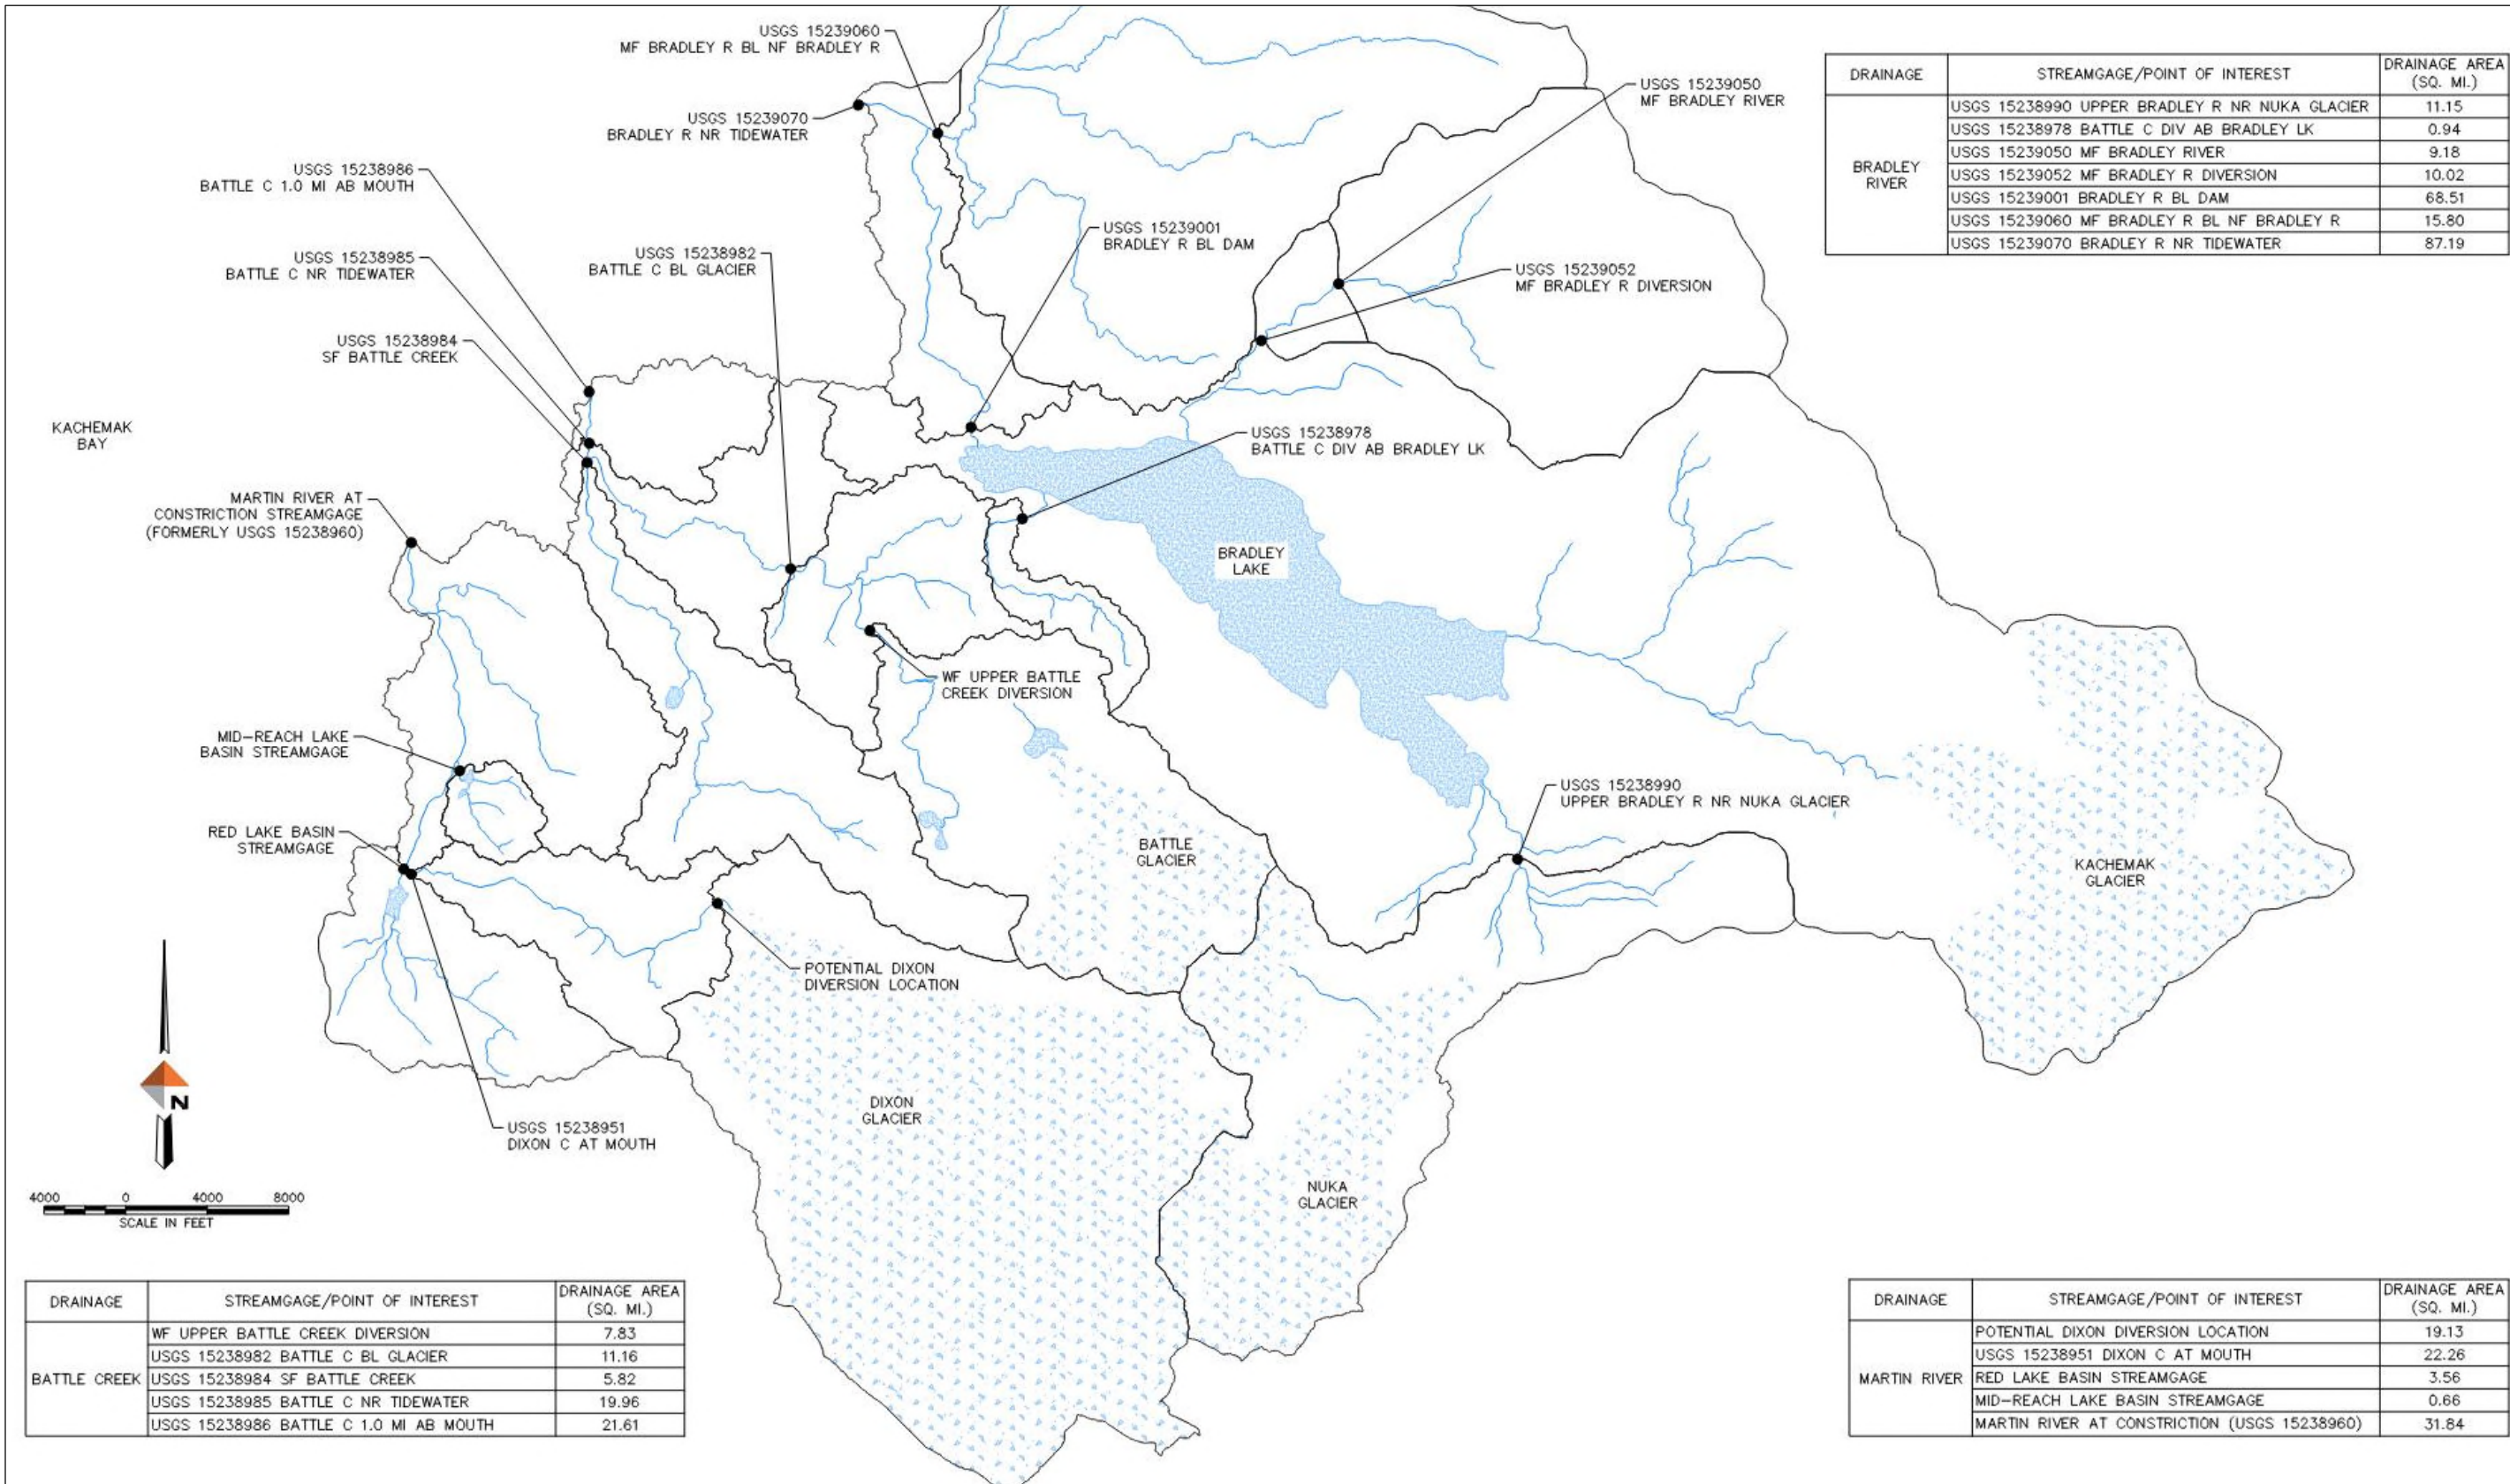 USGS 15239060
MF BRADLEY R BL NF BRADLEY R
USGS 15239070
BRADLEY R NR TIDEWATER
USGS 15239050
MF BRADLEY RIVER
USGS 15238986
BATTLE C 1.0 MI AB MOUTH
USGS 15238985
BATTLE C NR TIDEWATER
USGS 15238982
BATTLE C BL GLACIER
USGS 15239001
BRADLEY R BL DAM
USGS 15239052
MF BRADLEY R DIVERSION
USGS 15238984
SF BATTLE CREEK
KACHEMAK
BAY
USGS 15238978
BATTLE C DIV AB BRADLEY LK
MARTIN RIVER AT
CONSTRICTION STREAMGAGE
(FORMERLY USGS 15238960)
BRADLEY
LAKE
WF UPPER BATTLE
CREEK DIVERSION
MID-REACH LAKE
BASIN STREAMGAGE
USGS 15238990
UPPER BRADLEY R NR NUKA GLACIER
RED LAKE BASIN
STREAMGAGE
BATTLE
GLACIER
KACHEMAK
GLACIER
POTENTIAL DIXON
DIVERSION LOCATION
DIXON
GLACIER
USGS 15238951
DIXON C AT MOUTH
NUKA
GLACIER
N
4000 0 4000 8000
SCALE IN FEET
DRAINAGE STREAMGAGE/POINT OF INTEREST DRAINAGE AREA
(SQ. MI.)
BRADLEY
RIVER
USGS 15238990 UPPER BRADLEY R NR NUKA GLACIER 11.15
USGS 15238978 BATTLE C DIV AB BRADLEY LK 0.94
USGS 15239050 MF BRADLEY RIVER 9.18
USGS 15239052 MF BRADLEY R DIVERSION 10.02
USGS 15239001 BRADLEY R BL DAM 68.51
USGS 15239060 MF BRADLEY R BL NF BRADLEY R 15.80
USGS 15239070 BRADLEY R NR TIDEWATER 87.19
DRAINAGE STREAMGAGE/POINT OF INTEREST DRAINAGE AREA
(SQ. MI.)
BATTLE CREEK
WF UPPER BATTLE CREEK DIVERSION 7.83
USGS 15238982 BATTLE C BL GLACIER 11.16
USGS 15238984 SF BATTLE CREEK 5.82
USGS 15238985 BATTLE C NR TIDEWATER 19.96
USGS 15238986 BATTLE C 1.0 MI AB MOUTH 21.61
DRAINAGE STREAMGAGE/POINT OF INTEREST DRAINAGE AREA
(SQ. MI.)
MARTIN RIVER
POTENTIAL DIXON DIVERSION LOCATION 19.13
USGS 15238951 DIXON C AT MOUTH 22.26
RED LAKE BASIN STREAMGAGE 3.56
MID-REACH LAKE BASIN STREAMGAGE 0.66
MARTIN RIVER AT CONSTRICTION (USGS 15238960) 31.84